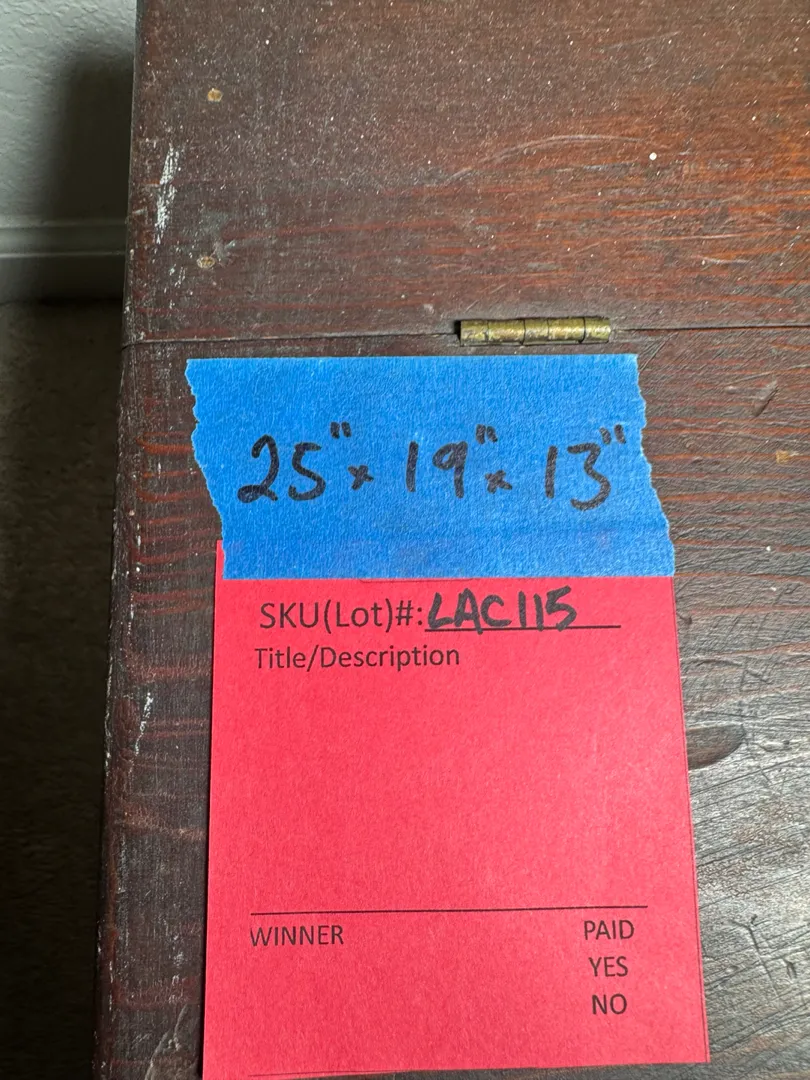 25" x 19" x 13"
SKU(Lot)#: LAC115
Title/Description
WINNER
PAID
YES
NO